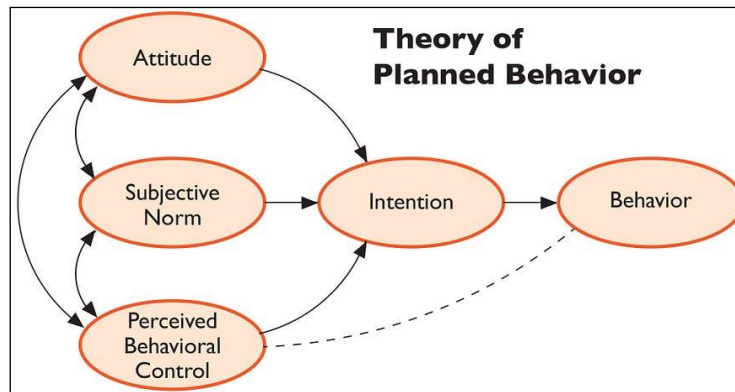 Theory of
Planned Behavior
Attitude
Subjective
Norm
Intention
Behavior
Perceived
Behavioral
Control